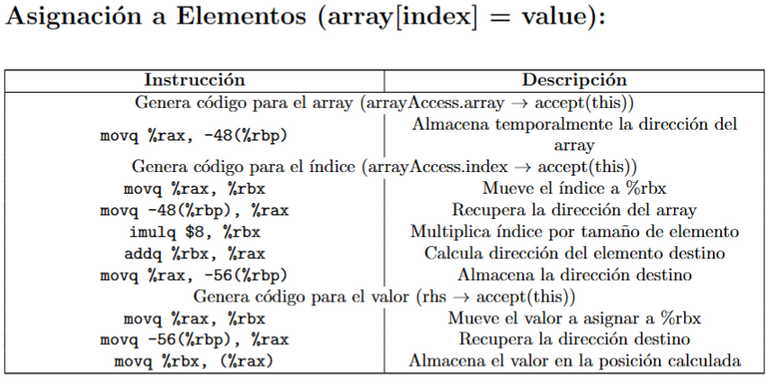 Asignación a Elementos (array[index] = value):
Instrucción Descripción
Genera código para el array (arrayAccess.array → accept(this))
movq %rax, -48(%rbp) Almacena temporalmente la dirección del
array
Genera código para el índice (arrayAccess.index → accept(this))
movq %rax, %rbx Mueve el índice a %rbx
movq -48(%rbp), %rax Recupera la dirección del array
imulq $8, %rbx Multiplica índice por tamaño de elemento
addq %rbx, %rax Calcula dirección del elemento destino
movq %rax, -56(%rbp) Almacena la dirección destino
Genera código para el valor (rhs → accept(this))
movq %rax, %rbx Mueve el valor a asignar a %rbx
movq -56(%rbp), %rax Recupera la dirección destino
movq %rbx, (%rax) Almacena el valor en la posición calculada